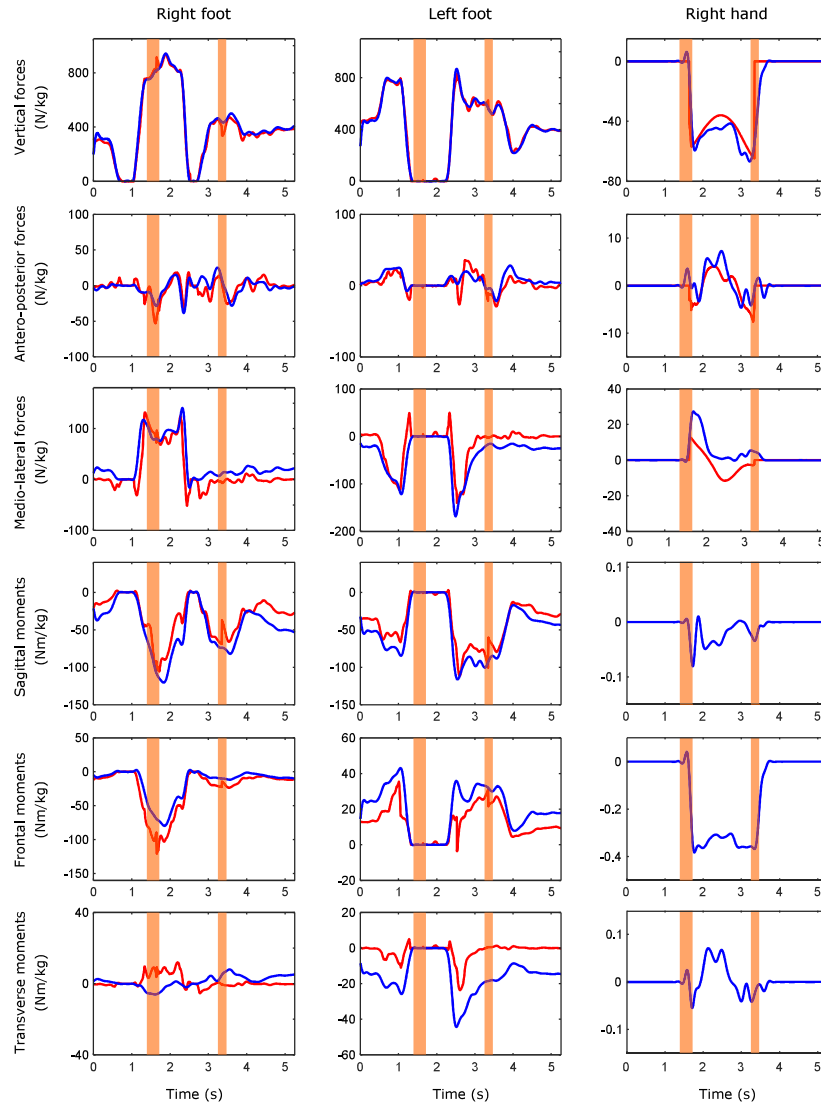 Right foot Left foot Right hand
Vertical forces
(N/kg)
800
400
0
0 1 2 3 4 5
800
400
0
0 1 2 3 4 5
0
-40
-80
0 1 2 3 4 5
Antero-posterior forces
(N/kg)
100
50
0
-50
-100
0 1 2 3 4 5
100
0
-100
0 1 2 3 4 5
10
0
-10
0 1 2 3 4 5
Medio-lateral forces
(N/kg)
100
0
-100
0 1 2 3 4 5
100
0
-100
-200
0 1 2 3 4 5
40
20
0
-20
-40
0 1 2 3 4 5
Sagittal moments
(Nm/kg)
0
-50
-100
-150
0 1 2 3 4 5
0
-50
-100
-150
0 1 2 3 4 5
0.1
0
-0.1
0 1 2 3 4 5
Frontal moments
(Nm/kg)
50
0
-50
-100
-150
0 1 2 3 4 5
60
40
20
0
-20
0 1 2 3 4 5
0
-0.2
-0.4
0 1 2 3 4 5
Transverse moments
(Nm/kg)
40
0
-40
0 1 2 3 4 5
20
0
-20
-40
-60
0 1 2 3 4 5
0.1
0
-0.1
0 1 2 3 4 5
Time (s) Time (s) Time (s)